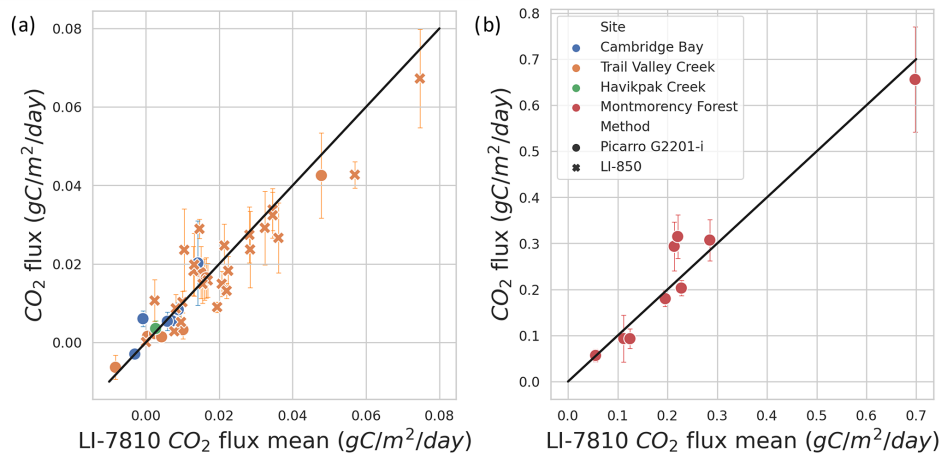 (a)
0.08
0.06
0.04
0.02
0.00
CO2 flux (gC/m²/day)
0.00 0.02 0.04 0.06 0.08
LI-7810 CO2 flux mean (gC/m²/day)
(b)
0.8
0.7
0.6
0.5
0.4
0.3
0.2
0.1
0.0
CO2 flux (gC/m²/day)
Site
Cambridge Bay
Trail Valley Creek
Havikpak Creek
Montmorency Forest
Method
Picarro G2201-i
LI-850
0.0 0.1 0.2 0.3 0.4 0.5 0.6 0.7
LI-7810 CO2 flux mean (gC/m²/day)